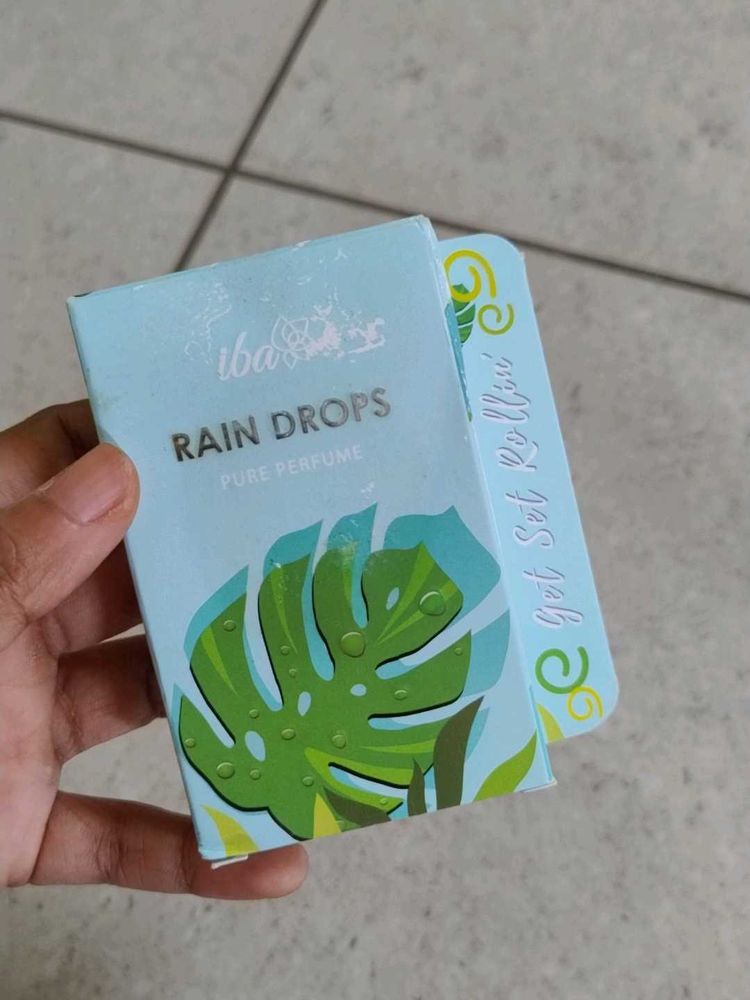 iba
RAIN DROPS
PURE PERFUME
Get Set Rollin'